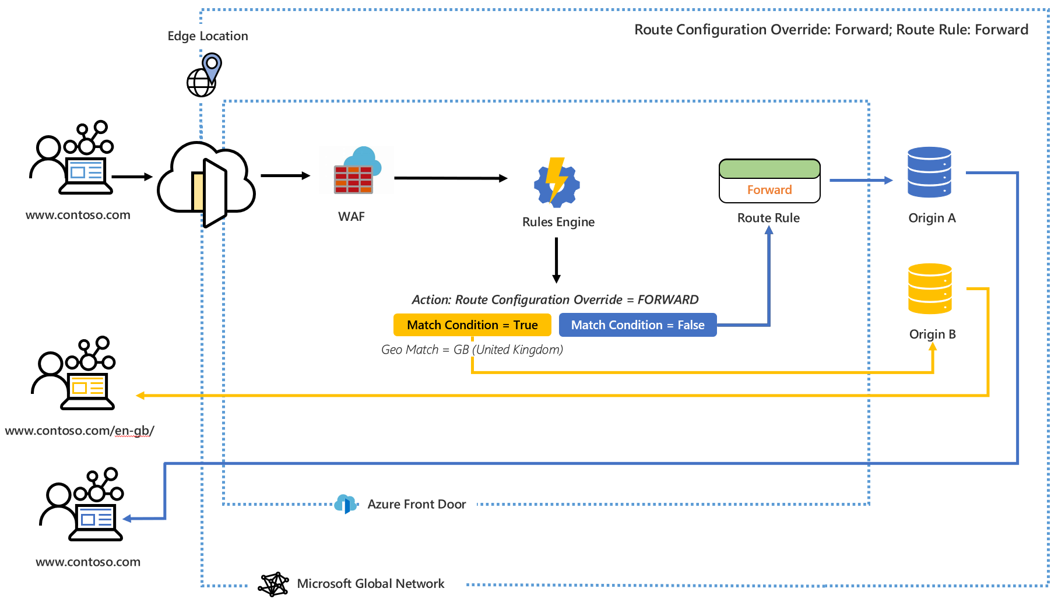 Route Configuration Override: Forward; Route Rule: Forward
Edge Location
www.contoso.com
WAF
Rules Engine
Forward
Route Rule
Origin A
Action: Route Configuration Override = FORWARD
Match Condition = True
Match Condition = False
Geo Match = GB (United Kingdom)
Origin B
www.contoso.com/en-gb/
Azure Front Door
www.contoso.com
Microsoft Global Network